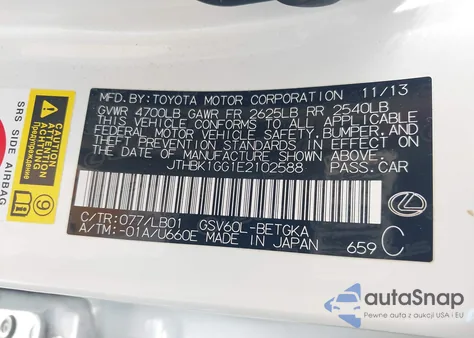 MFD.BY:TOYOTA MOTOR CORPORATION 11/13
GVWR 4700LB GAWR FR 2625LB RR 2540LB
THIS VEHICLE CONFORMS TO ALL APPLICABLE
FEDERAL MOTOR VEHICLE SAFETY, BUMPER, AND
THEFT PREVENTION STANDARDS IN EFFECT ON
THE DATE OF MANUFACTURE SHOWN ABOVE.
JTHBK1GG1E2102588 PASS.CAR
C/TR:077/LB01 GSV60L-BETGKA
A/TM:-01A/U660E MADE IN JAPAN
659 C
SRS SIDE AIRBAG
ATTENTION
9
autoSnap
Pewne auta z aukcji USA i EU